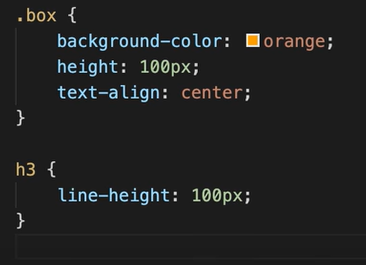 .box {
    background-color: orange;
    height: 100px;
    text-align: center;
}
h3 {
    line-height: 100px;
}